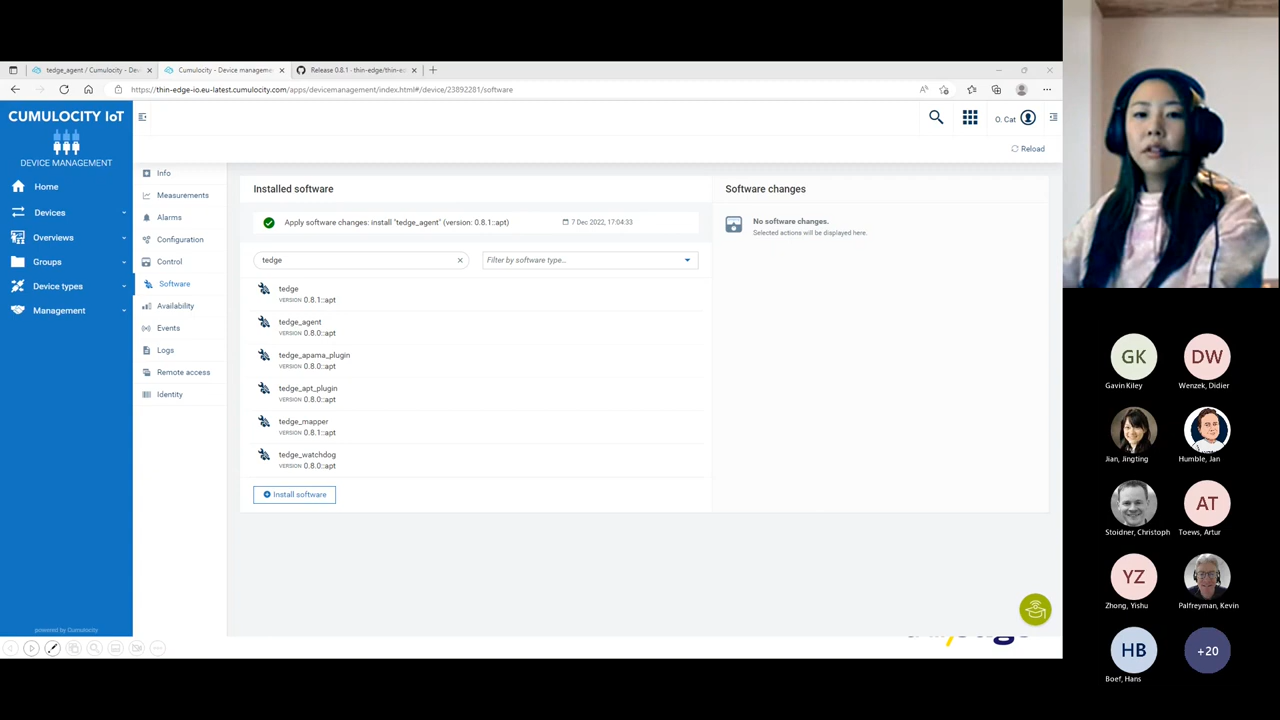 tedge_agent / Cumulocity - Dev
Cumulocity - Device manageme
Release 0.8.1 · thin-edge/thin-e
https://thin-edge-io.eu-latest.cumulocity.com/apps/devicemanagement/index.html#/device/23892281/software
CUMULOCITY IoT
DEVICE MANAGEMENT
Home
Devices
Overviews
Groups
Device types
Management
powered by Cumulocity
O. Cat
Reload
Info
Measurements
Alarms
Configuration
Control
Software
Availability
Events
Logs
Remote access
Identity
Installed software
Apply software changes: install "tedge_agent" (version: 0.8.1::apt)
7 Dec 2022, 17:04:33
tedge
Filter by software type...
tedge
VERSION 0.8.1::apt
tedge_agent
VERSION 0.8.0::apt
tedge_apama_plugin
VERSION 0.8.0::apt
tedge_apt_plugin
VERSION 0.8.0::apt
tedge_mapper
VERSION 0.8.1::apt
tedge_watchdog
VERSION 0.8.0::apt
Install software
Software changes
No software changes.
Selected actions will be displayed here.
GK
Gavin Kiley
DW
Wenzek, Didier
Jian, Jingting
Humble, Jan
Stoidner, Christoph
AT
Toews, Artur
YZ
Zhong, Yishu
Palfreyman, Kevin
HB
Boef, Hans
+20